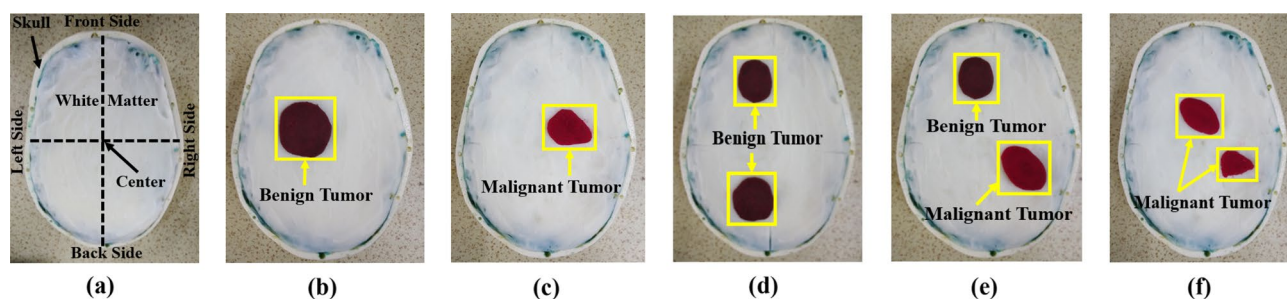 Front Side
Skull
White Matter
Left Side
Right Side
Center
Back Side
(a)
Benign Tumor
(b)
Malignant Tumor
(c)
Benign Tumor
(d)
Benign Tumor
Malignant Tumor
(e)
Malignant Tumor
(f)